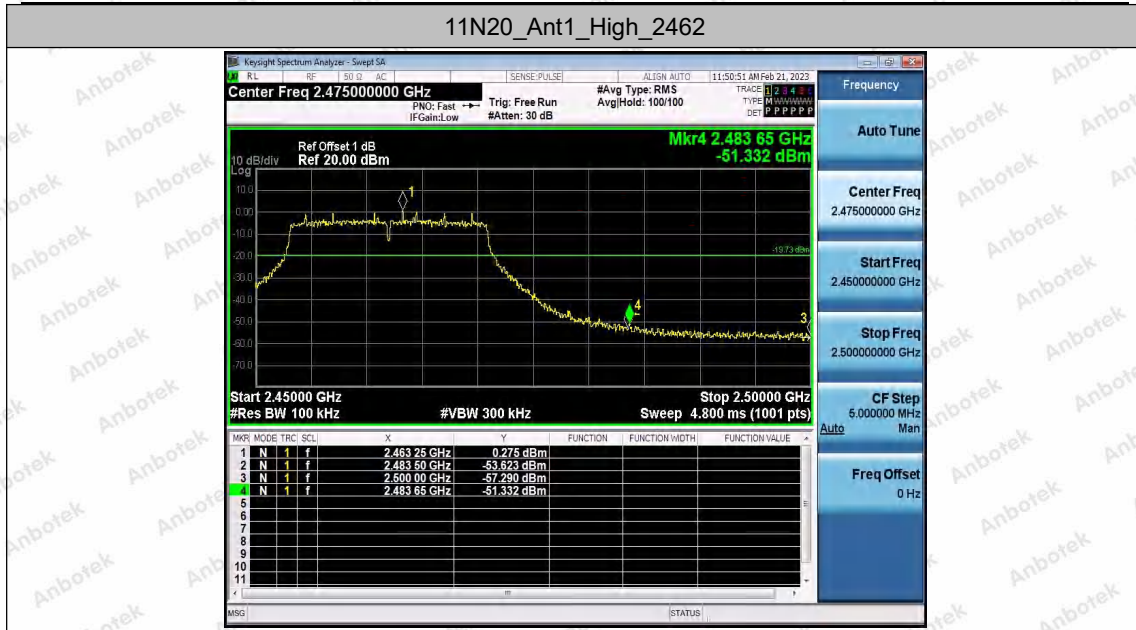 11N20_Ant1_High_2462
Keysight Spectrum Analyzer - Swept SA
RL RF 50 Ω AC SENSE:PULSE ALIGN AUTO 11:50:51 AM Feb 21, 2023
Center Freq 2.475000000 GHz
PNO: Fast
IFGain:Low
Trig: Free Run
#Atten: 30 dB
#Avg Type: RMS
Avg|Hold: 100/100
TRACE 1 2 3 4 5 6
TYPE M W W W W W
DET P P P P P P
Frequency
Auto Tune
Center Freq
2.475000000 GHz
Start Freq
2.450000000 GHz
Stop Freq
2.500000000 GHz
CF Step
5.000000 MHz
Auto Man
Freq Offset
0 Hz
Mkr4 2.483 65 GHz
-51.332 dBm
Ref Offset 1 dB
10 dB/div Ref 20.00 dBm
Log
10.0
0.00
-10.0
-20.0
-30.0
-40.0
-50.0
-60.0
-70.0
1
-19.73 dBm
4
3
Start 2.45000 GHz Stop 2.50000 GHz
#Res BW 100 kHz #VBW 300 kHz Sweep 4.800 ms (1001 pts)
MKR MODE TRC SCL X Y FUNCTION FUNCTION WIDTH FUNCTION VALUE
1 N 1 f 2.463 25 GHz 0.275 dBm
2 N 1 f 2.483 50 GHz -53.623 dBm
3 N 1 f 2.500 00 GHz -57.290 dBm
4 N 1 f 2.483 65 GHz -51.332 dBm
5
6
7
8
9
10
11
MSG STATUS
Anbotek